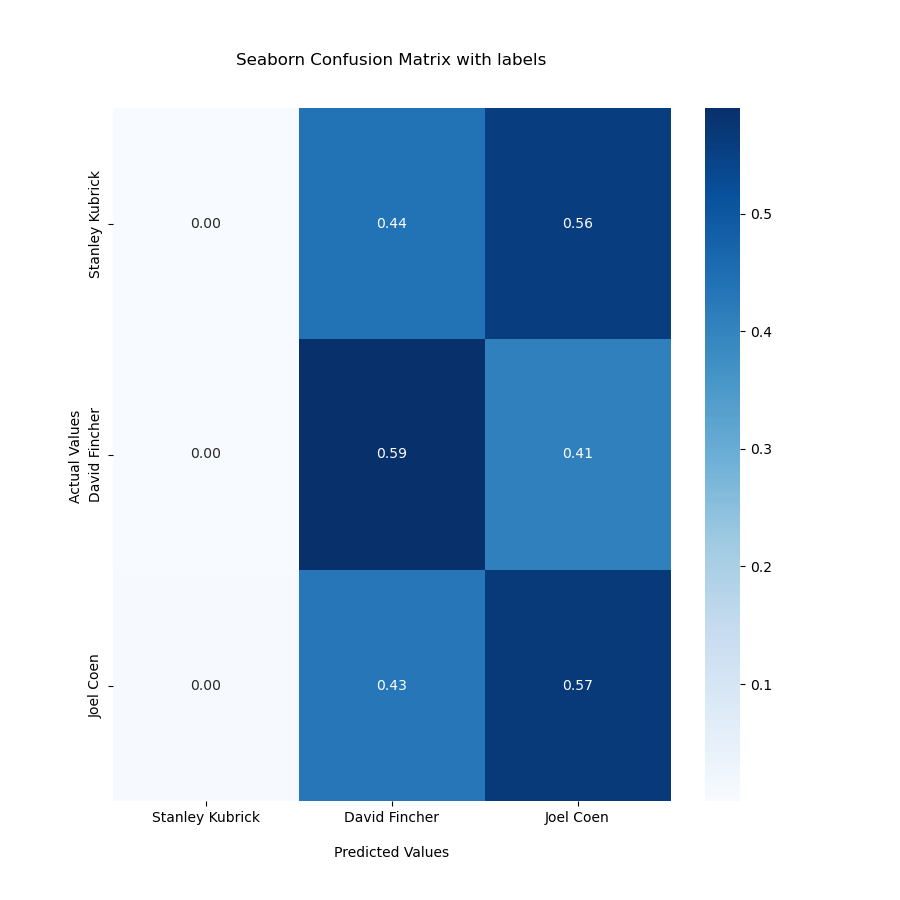 Seaborn Confusion Matrix with labels
Actual Values
Stanley Kubrick
0.00
0.44
0.56
David Fincher
0.00
0.59
0.41
Joel Coen
0.00
0.43
0.57
Stanley Kubrick
David Fincher
Joel Coen
Predicted Values
0.5
0.4
0.3
0.2
0.1